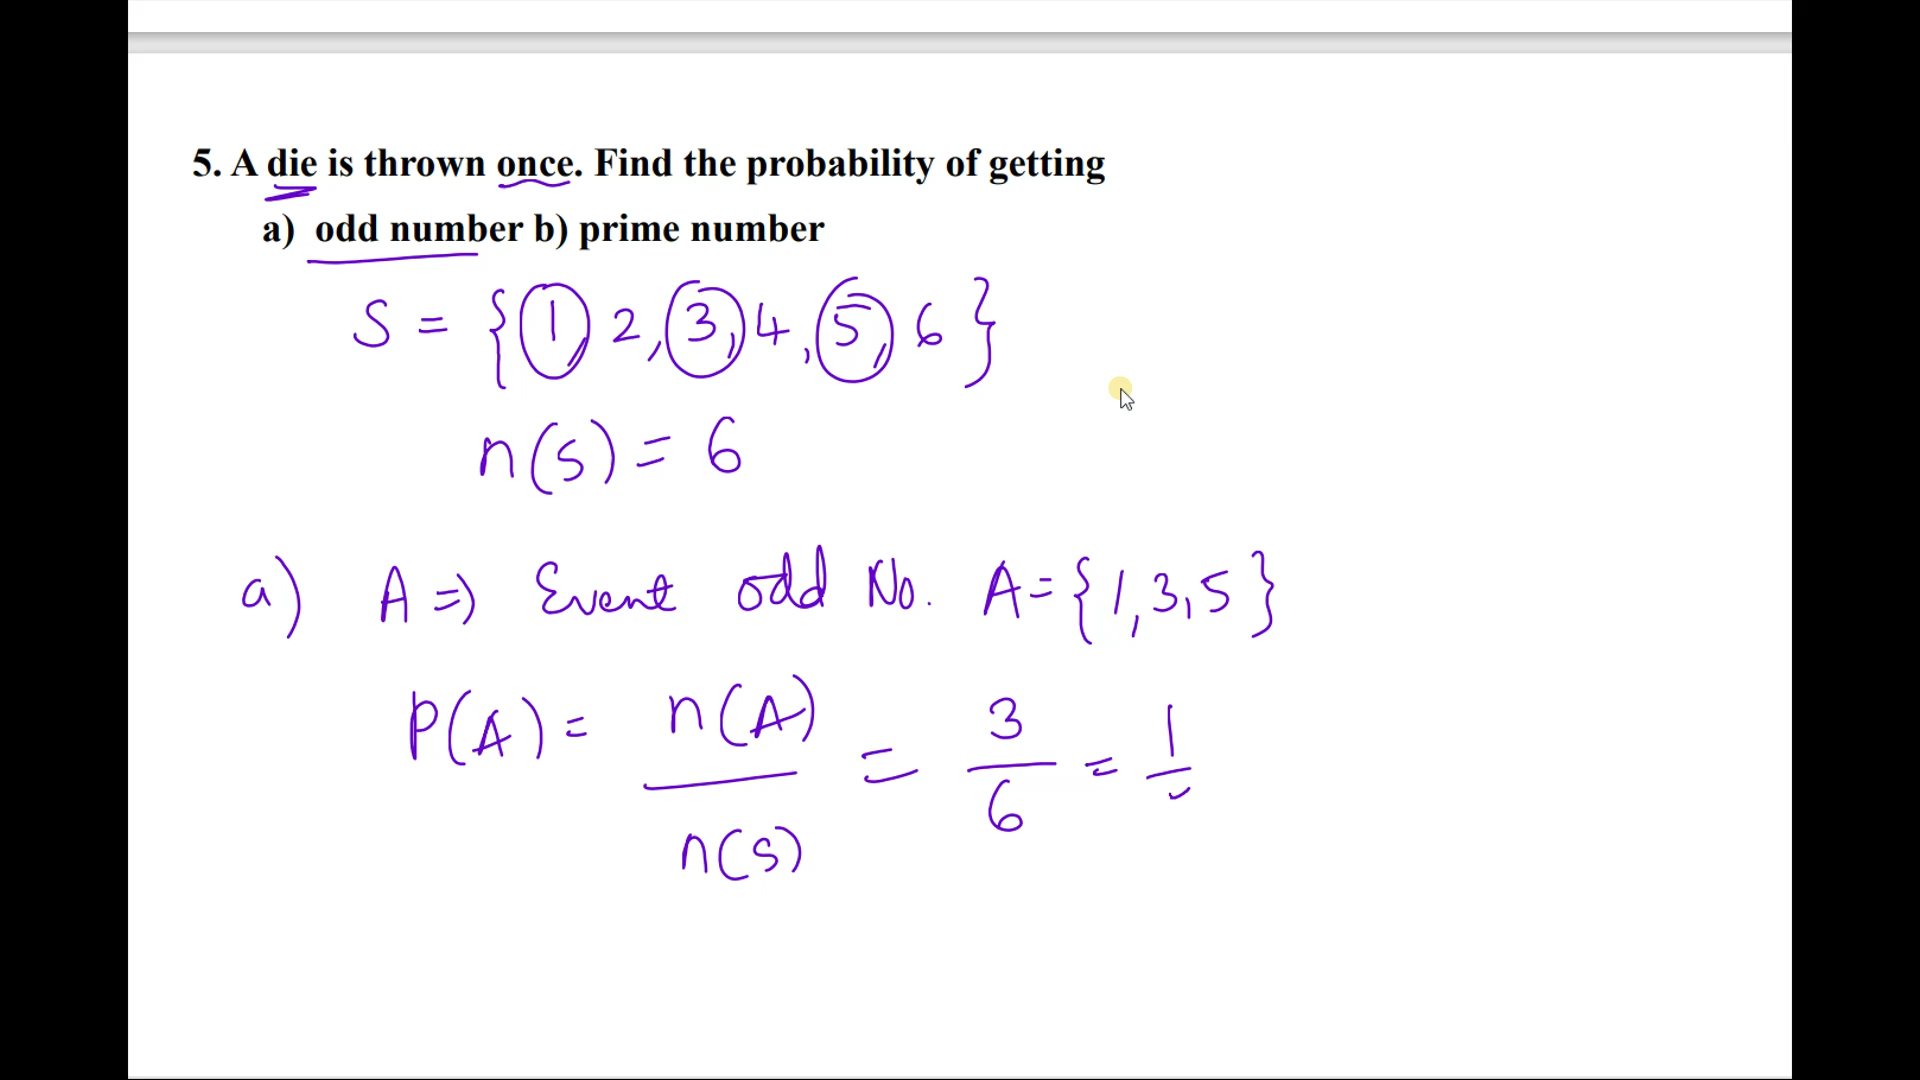 5. A die is thrown once. Find the probability of getting
a) odd number b) prime number
S = {1, 2, 3, 4, 5, 6}
n(s) = 6
a) A => Event odd No. A = {1, 3, 5}
P(A) = n(A) / n(s) = 3/6 = 1/